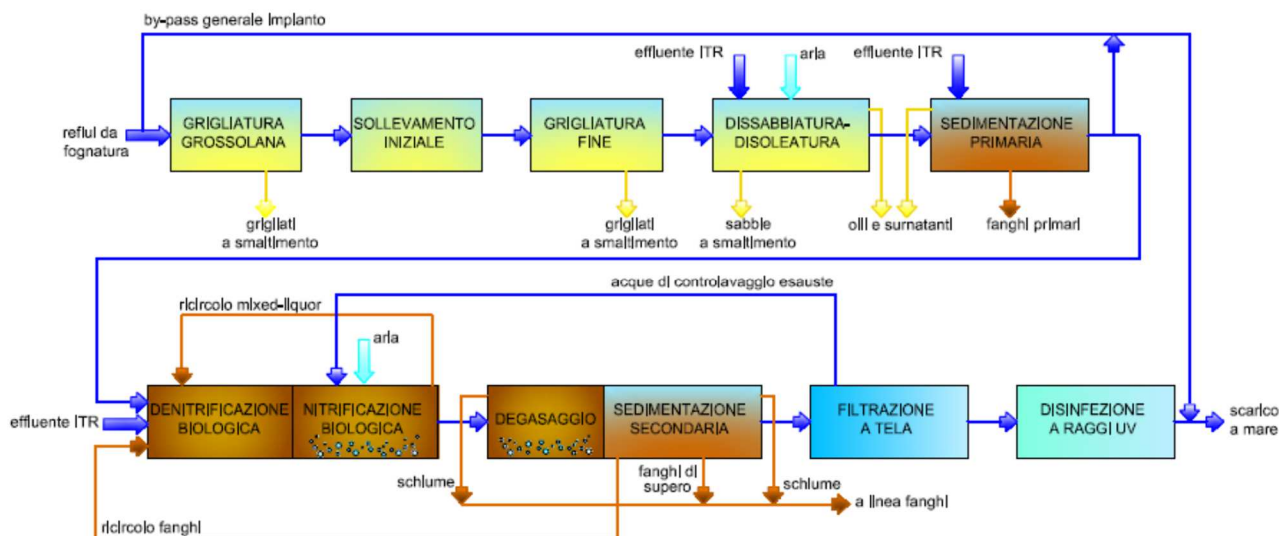 by-pass generale impianto
effluente ITR
aria
effluente ITR
reflui da
fognatura
GRIGLIATURA
GROSSOLANA
SOLLEVAMENTO
INIZIALE
GRIGLIATURA
FINE
DISSABBIATURA-
DISOLEATURA
SEDIMENTAZIONE
PRIMARIA
grigliati
a smaltimento
grigliati
a smaltimento
sabbie
a smaltimento
olii e surnatanti
fanghi primari
acque di controlavaggio esauste
ricircolo mixed-liquor
aria
effluente ITR
DENITRIFICAZIONE
BIOLOGICA
NITRIFICAZIONE
BIOLOGICA
DEGASAGGIO
SEDIMENTAZIONE
SECONDARIA
FILTRAZIONE
A TELA
DISINFEZIONE
A RAGGI UV
scarico
a mare
schiume
fanghi di
supero
schiume
a linea fanghi
ricircolo fanghi